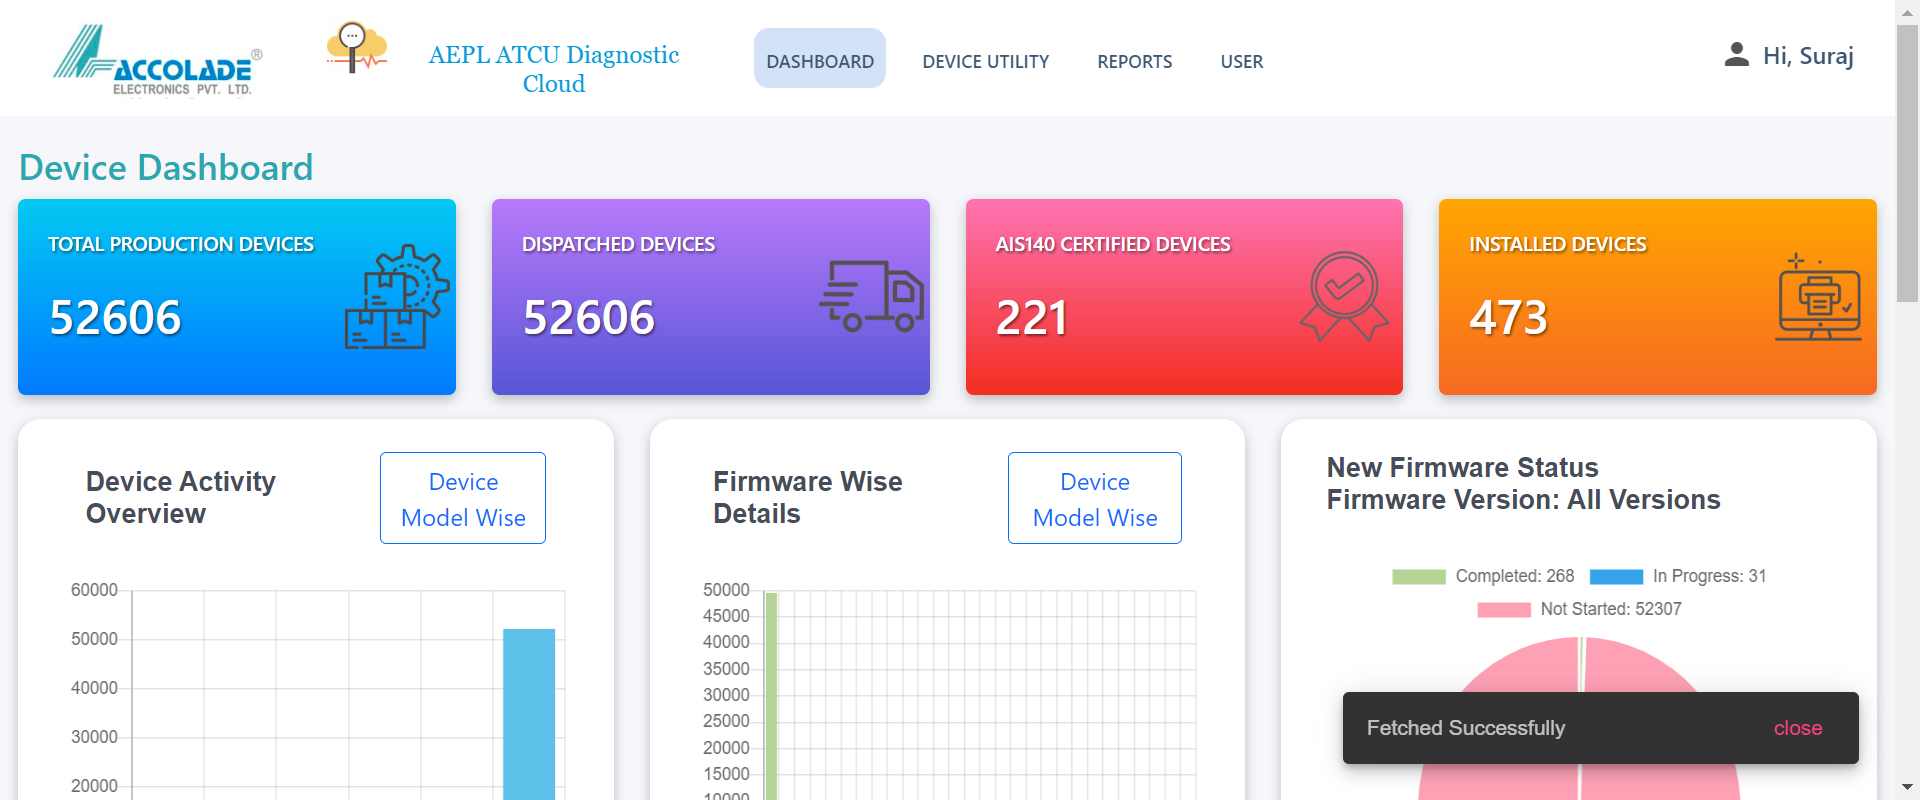 ACCOLADE®
ELECTRONICS PVT. LTD.
AEPL ATCU Diagnostic
Cloud
DASHBOARD
DEVICE UTILITY
REPORTS
USER
Hi, Suraj
Device Dashboard
TOTAL PRODUCTION DEVICES
52606
DISPATCHED DEVICES
52606
AIS140 CERTIFIED DEVICES
221
INSTALLED DEVICES
473
Device Activity
Overview
Device
Model Wise
60000
50000
40000
30000
20000
Firmware Wise
Details
Device
Model Wise
50000
45000
40000
35000
30000
25000
20000
15000
10000
New Firmware Status
Firmware Version: All Versions
Completed: 268
In Progress: 31
Not Started: 52307
Fetched Successfully
close